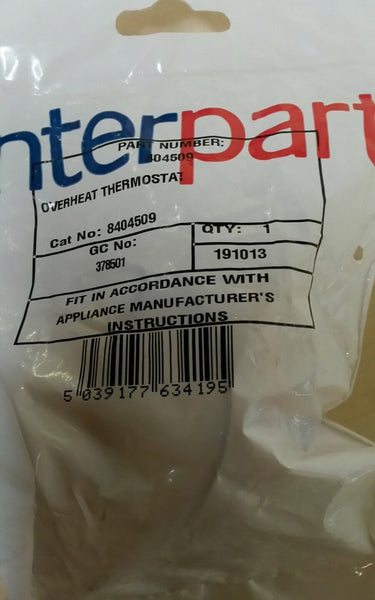 nterpart
PART NUMBER:
804509
OVERHEAT THERMOSTAT
Cat No: 8404509
QTY: 1
GC No:
378501
191013
FIT IN ACCORDANCE WITH
APPLIANCE MANUFACTURER'S
INSTRUCTIONS
5 039177 634195